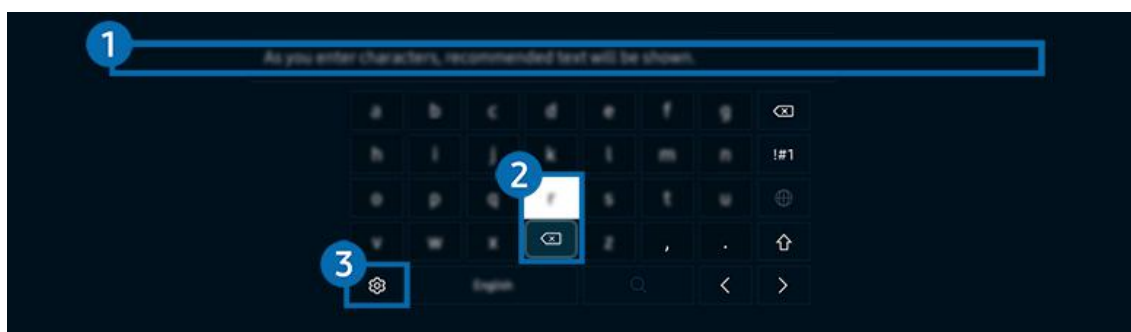 1
As you enter characters, recommended text will be shown.
a b c d e f g
h i j k l m n !#1
2
o p q r s t u
v w x z , .
3
English < >